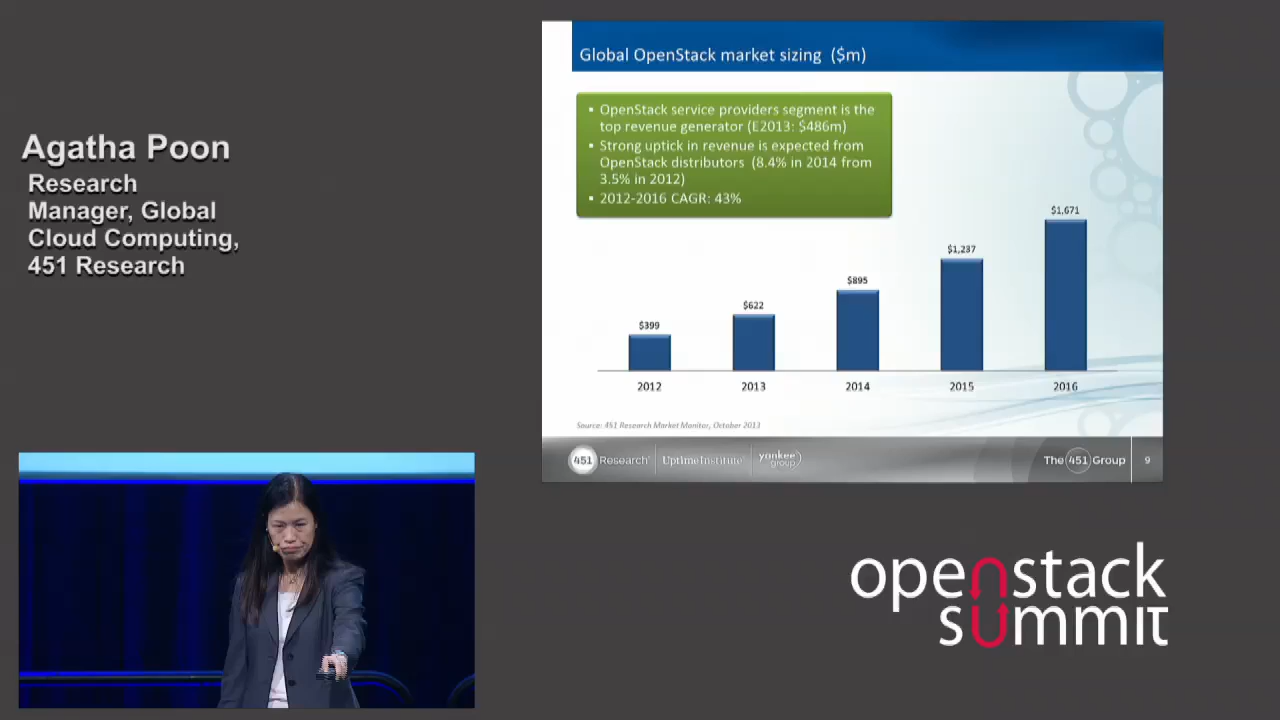 Agatha Poon
Research
Manager, Global
Cloud Computing,
451 Research
Global OpenStack market sizing ($m)
▪ OpenStack service providers segment is the
top revenue generator (E2013: $486m)
▪ Strong uptick in revenue is expected from
OpenStack distributors (8.4% in 2014 from
3.5% in 2012)
▪ 2012-2016 CAGR: 43%
$399
$622
$895
$1,237
$1,671
2012
2013
2014
2015
2016
Source: 451 Research Market Monitor, October 2013
451 Research
UptimeInstitute
yankee
group
The 451 Group
9
openstack
summit